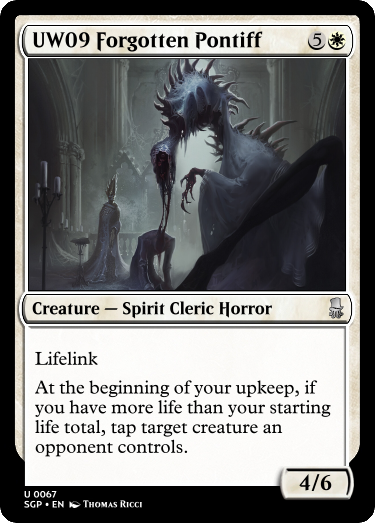 UW09 Forgotten Pontiff 5
Creature — Spirit Cleric Horror
Lifelink
At the beginning of your upkeep, if
you have more life than your starting
life total, tap target creature an
opponent controls.
4/6
U 0067
SGP • EN Thomas Ricci